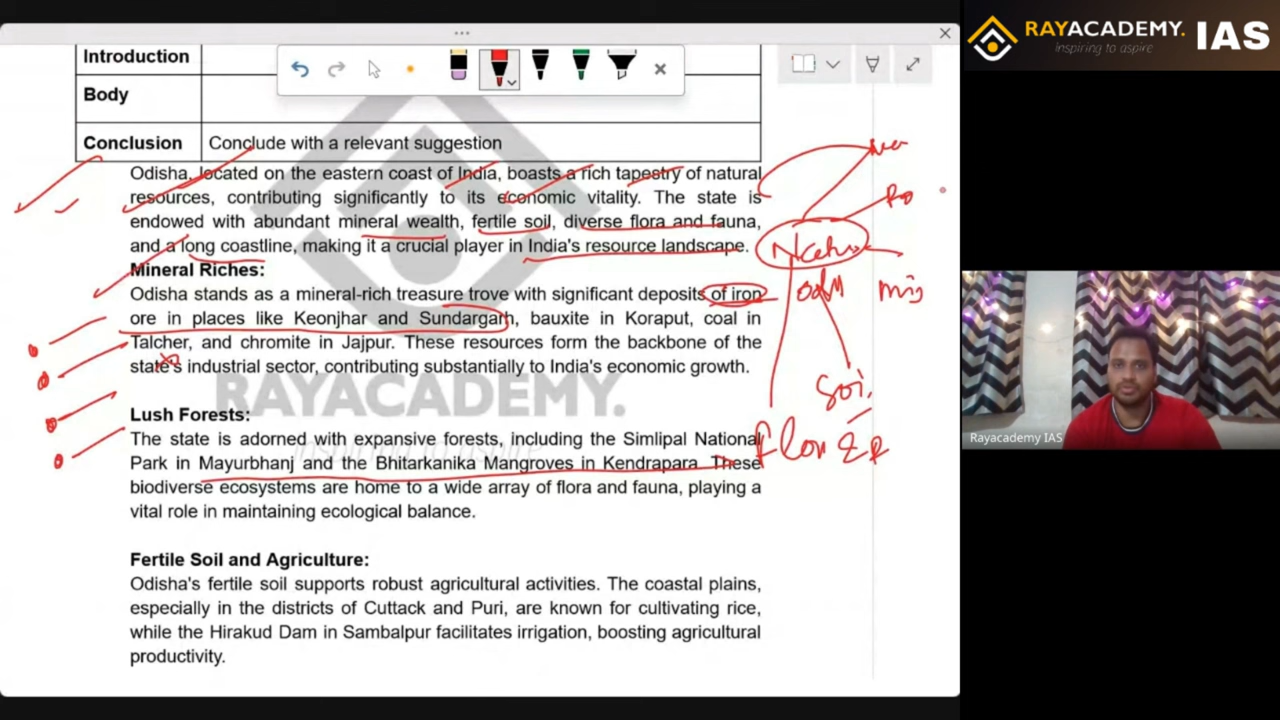 RAYACADEMY. IAS
inspiring to aspire
Introduction
Body
Conclusion Conclude with a relevant suggestion
Odisha, located on the eastern coast of India, boasts a rich tapestry of natural
resources, contributing significantly to its economic vitality. The state is
endowed with abundant mineral wealth, fertile soil, diverse flora and fauna,
and a long coastline, making it a crucial player in India's resource landscape.
Mineral Riches:
Odisha stands as a mineral-rich treasure trove with significant deposits of iron
ore in places like Keonjhar and Sundargarh, bauxite in Koraput, coal in
Talcher, and chromite in Jajpur. These resources form the backbone of the
state's industrial sector, contributing substantially to India's economic growth.
RAYACADEMY.
Lush Forests:
The state is adorned with expansive forests, including the Simlipal National
Park in Mayurbhanj and the Bhitarkanika Mangroves in Kendrapara. These
biodiverse ecosystems are home to a wide array of flora and fauna, playing a
vital role in maintaining ecological balance.
Fertile Soil and Agriculture:
Odisha's fertile soil supports robust agricultural activities. The coastal plains,
especially in the districts of Cuttack and Puri, are known for cultivating rice,
while the Hirakud Dam in Sambalpur facilitates irrigation, boosting agricultural
productivity.
Soi
Rayacademy IAS